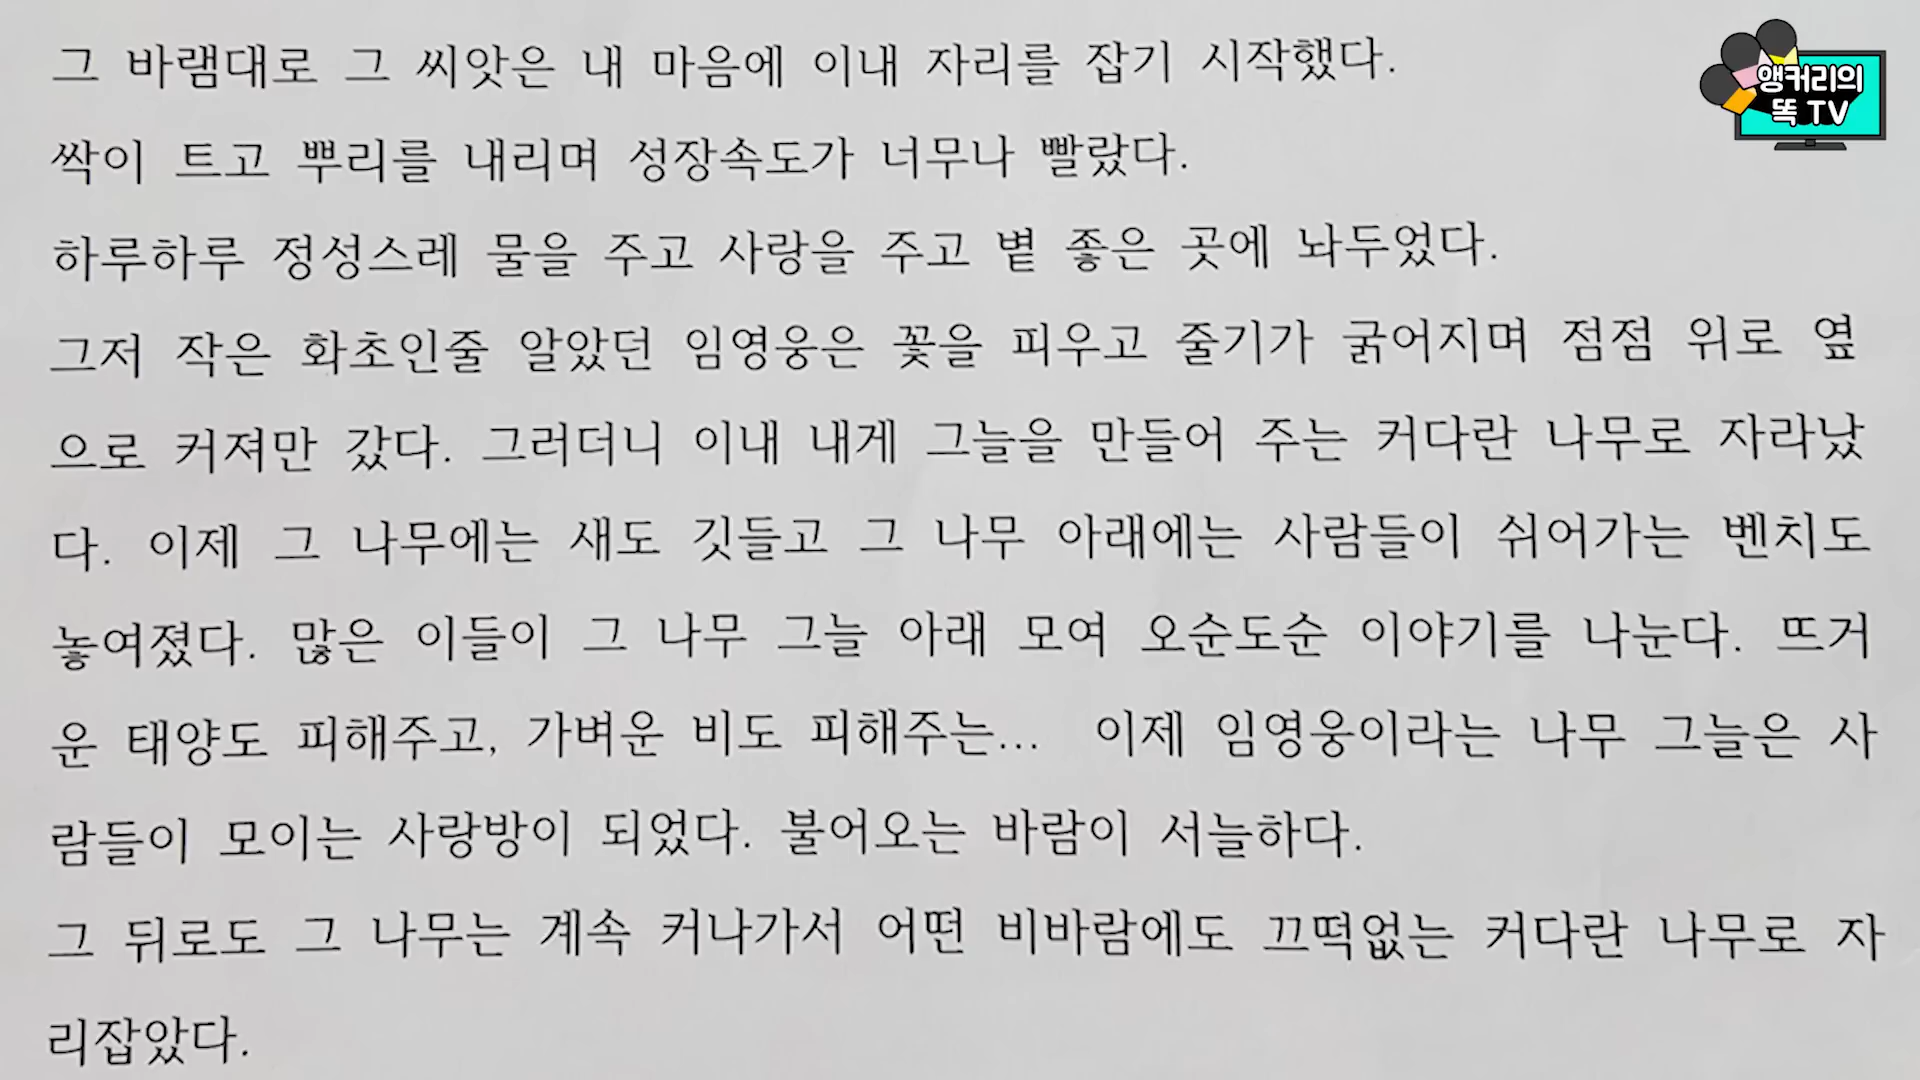 그 바램대로 그 씨앗은 내 마음에 이내 자리를 잡기 시작했다.
싹이 트고 뿌리를 내리며 성장속도가 너무나 빨랐다.
하루하루 정성스레 물을 주고 사랑을 주고 볕 좋은 곳에 놔두었다.
그저 작은 화초인줄 알았던 임영웅은 꽃을 피우고 줄기가 굵어지며 점점 위로 옆
으로 커져만 갔다. 그러더니 이내 내게 그늘을 만들어 주는 커다란 나무로 자라났
다. 이제 그 나무에는 새도 깃들고 그 나무 아래에는 사람들이 쉬어가는 벤치도
놓여졌다. 많은 이들이 그 나무 그늘 아래 모여 오순도순 이야기를 나눈다. 뜨거
운 태양도 피해주고, 가벼운 비도 피해주는... 이제 임영웅이라는 나무 그늘은 사
람들이 모이는 사랑방이 되었다. 불어오는 바람이 서늘하다.
그 뒤로도 그 나무는 계속 커나가서 어떤 비바람에도 끄떡없는 커다란 나무로 자
리잡았다.
앵커리의
똑 TV